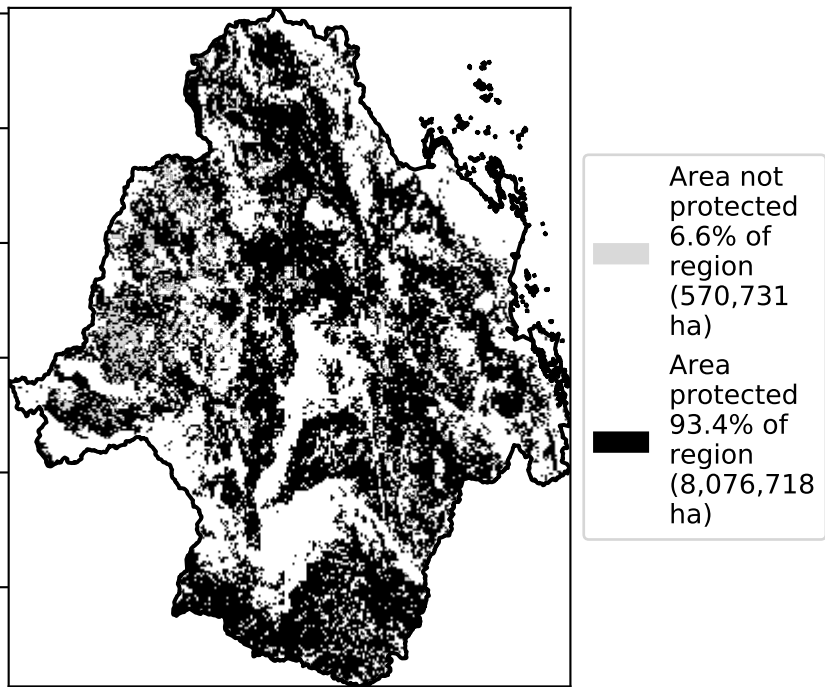 Area not
protected
6.6% of
region
(570,731
ha)
Area
protected
93.4% of
region
(8,076,718
ha)